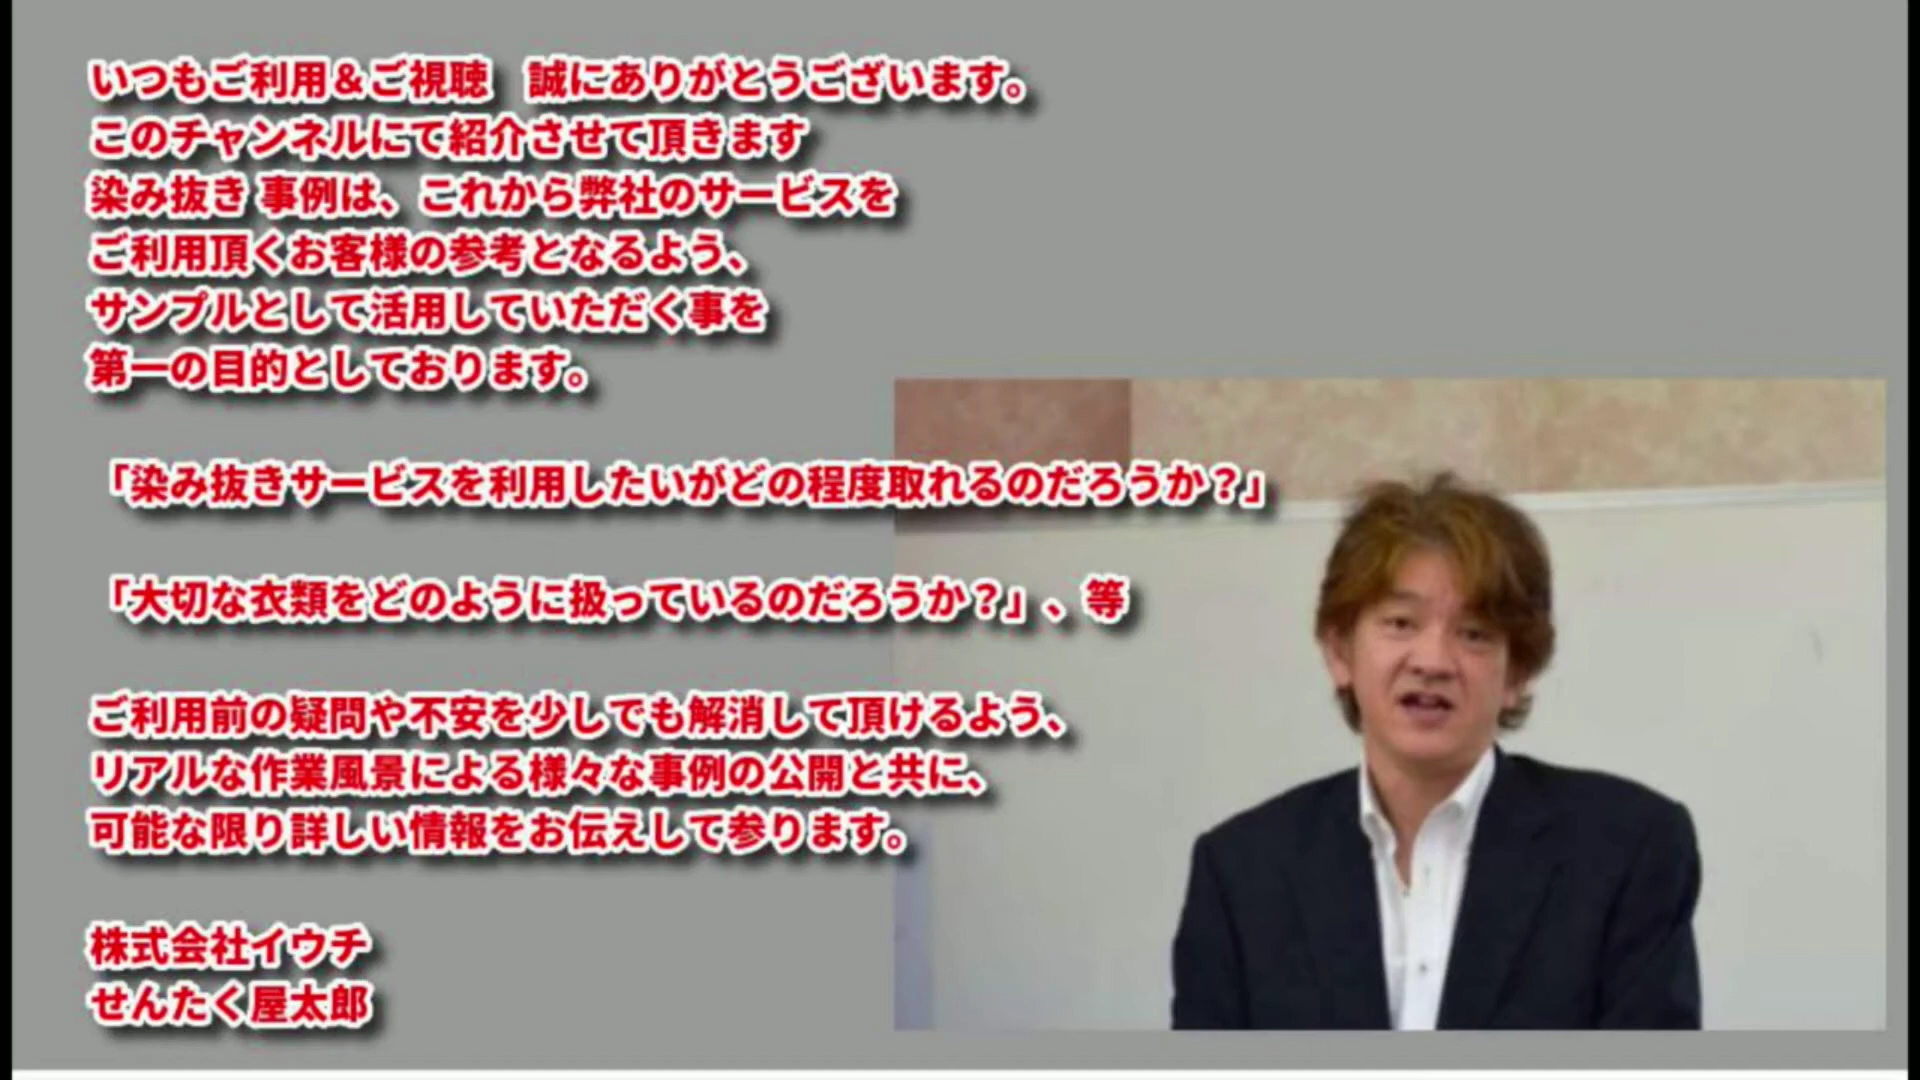 いつもご利用＆ご視聴　誠にありがとうございます。
このチャンネルにて紹介させて頂きます
染み抜き 事例は、これから弊社のサービスを
ご利用頂くお客様の参考となるよう、
サンプルとして活用していただく事を
第一の目的としております。
「染み抜きサービスを利用したいがどの程度取れるのだろうか？」
「大切な衣類をどのように扱っているのだろうか？」、等
ご利用前の疑問や不安を少しでも解消して頂けるよう、
リアルな作業風景による様々な事例の公開と共に、
可能な限り詳しい情報をお伝えして参ります。
株式会社イウチ
せんたく屋太郎